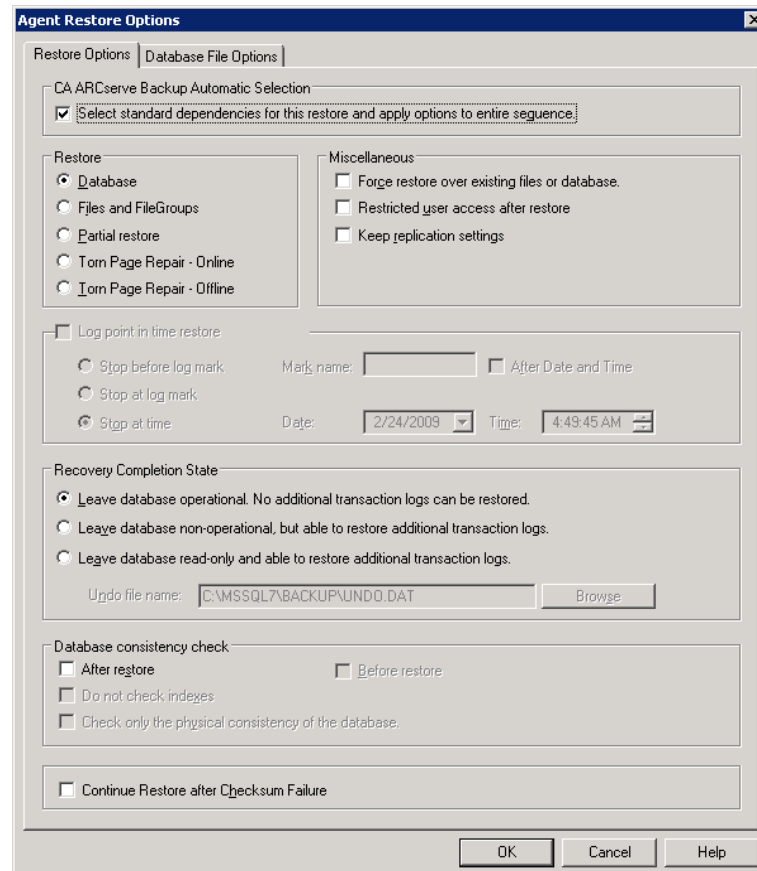 Agent Restore Options
Restore Options
Database File Options
CA ARCserve Backup Automatic Selection
Select standard dependencies for this restore and apply options to entire sequence.
Restore
Database
Files and FileGroups
Partial restore
Torn Page Repair - Online
Torn Page Repair - Offline
Miscellaneous
Force restore over existing files or database.
Restricted user access after restore
Keep replication settings
Log point in time restore
Stop before log mark
Mark name:
After Date and Time
Stop at log mark
Stop at time
Date:
2/24/2009
Time:
4:49:45 AM
Recovery Completion State
Leave database operational. No additional transaction logs can be restored.
Leave database non-operational, but able to restore additional transaction logs.
Leave database read-only and able to restore additional transaction logs.
Undo file name:
C:\MSSQL7\BACKUP\UNDO.DAT
Browse
Database consistency check
After restore
Before restore
Do not check indexes
Check only the physical consistency of the database.
Continue Restore after Checksum Failure
OK
Cancel
Help